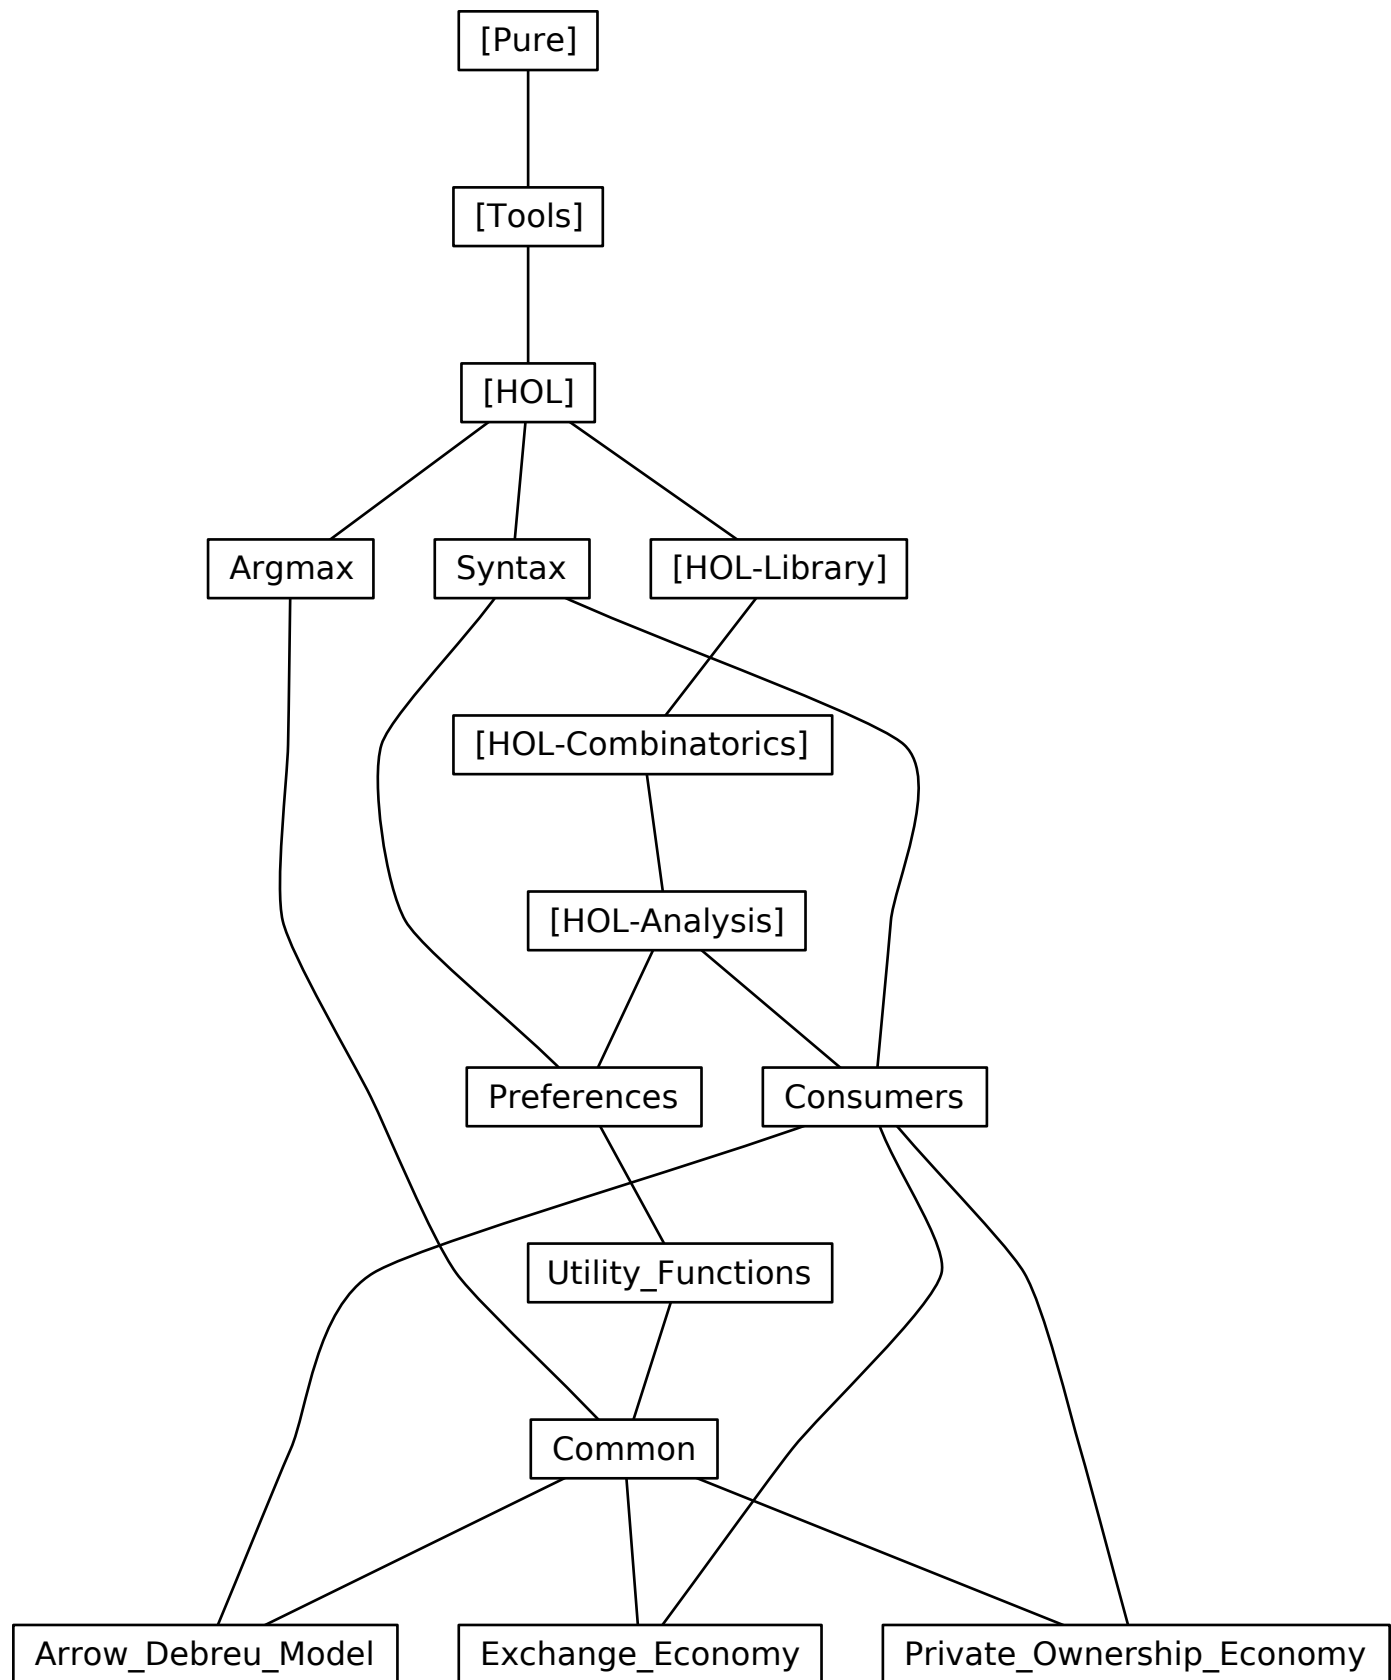 [Pure]
[Tools]
[HOL]
Argmax
Syntax
[HOL-Library]
[HOL-Combinatorics]
[HOL-Analysis]
Preferences
Consumers
Utility_Functions
Common
Arrow_Debreu_Model
Exchange_Economy
Private_Ownership_Economy